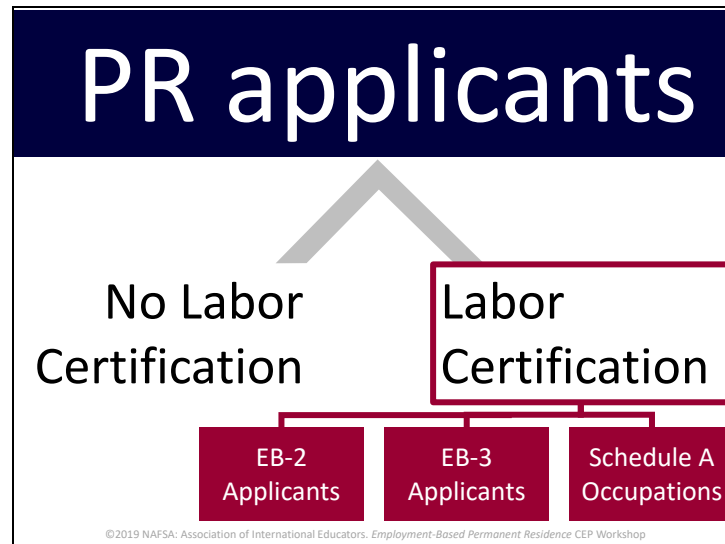 PR applicants
No Labor
Certification
Labor
Certification
EB-2
Applicants
EB-3
Applicants
Schedule A
Occupations
©2019 NAFSA: Association of International Educators. Employment-Based Permanent Residence CEP Workshop